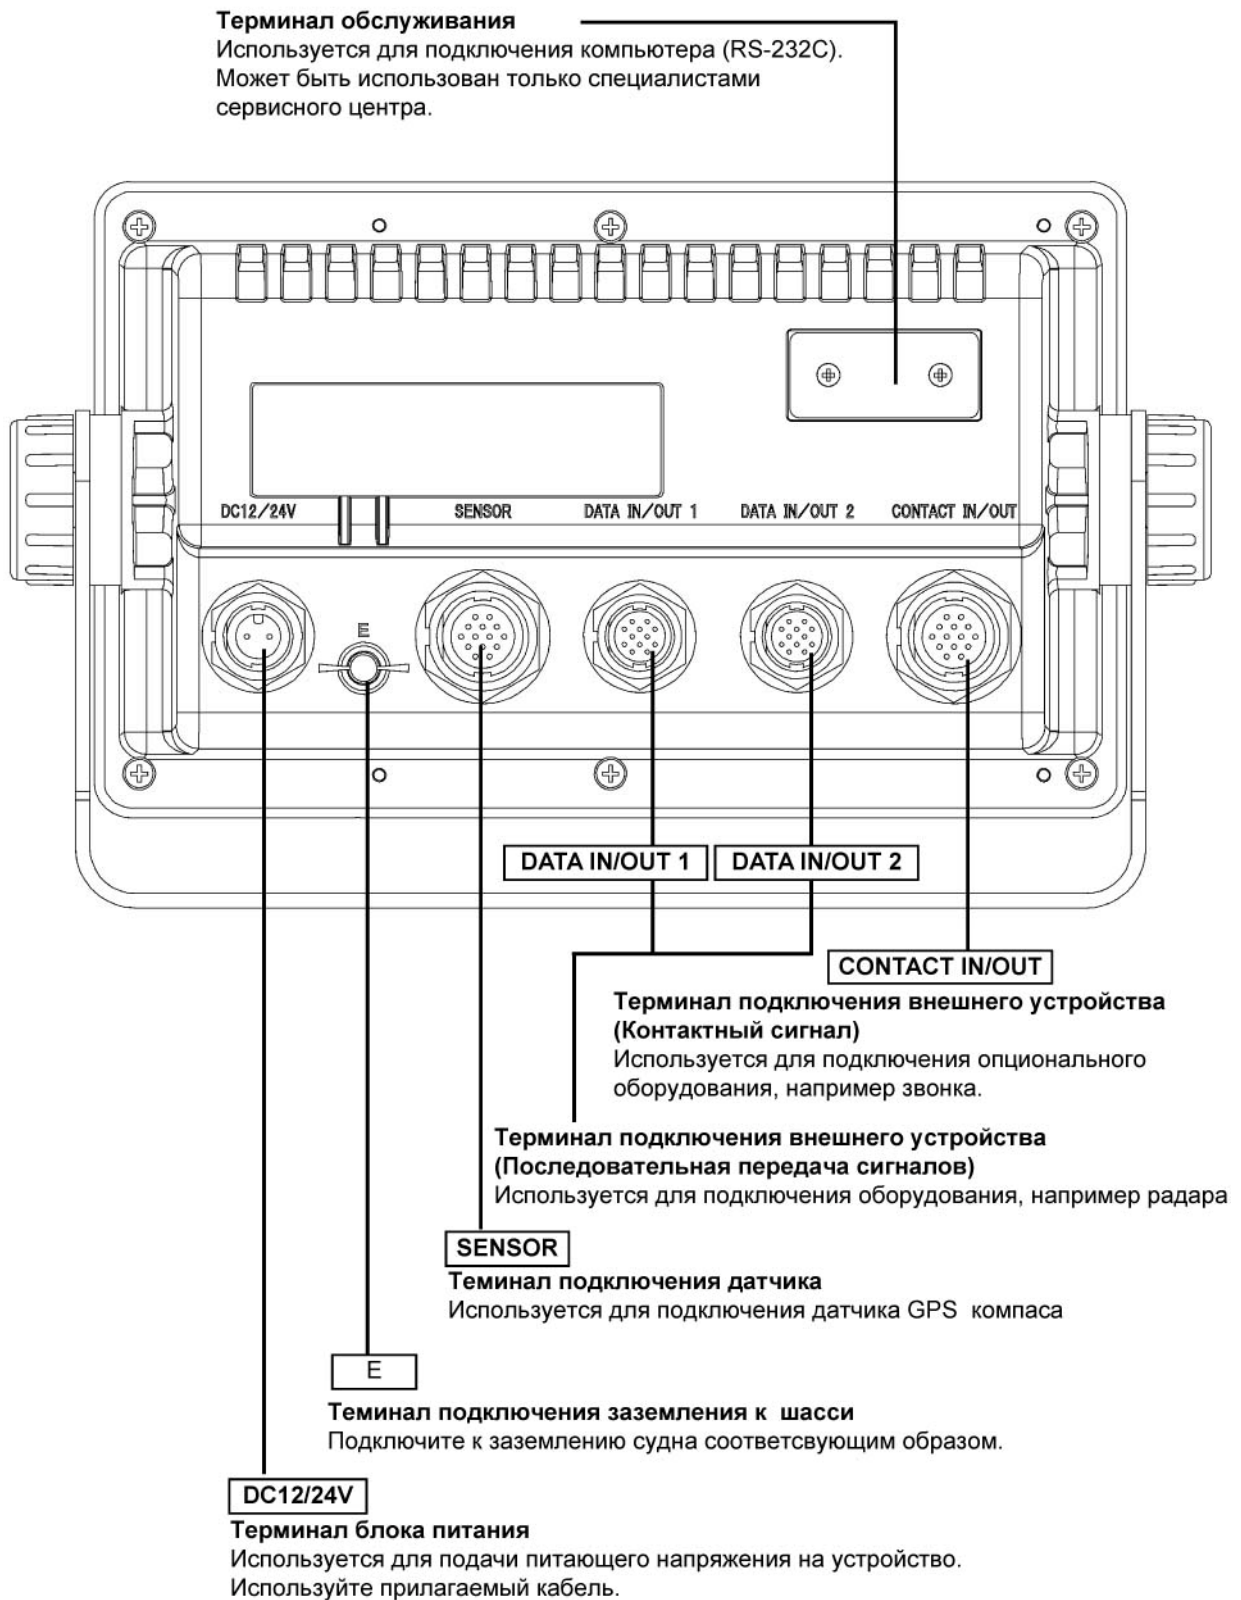 Терминал обслуживания
Используется для подключения компьютера (RS-232C).
Может быть использован только специалистами
сервисного центра.
DC12/24V
SENSOR
DATA IN/OUT 1
DATA IN/OUT 2
CONTACT IN/OUT
E
DATA IN/OUT 1
DATA IN/OUT 2
CONTACT IN/OUT
Терминал подключения внешнего устройства
(Контактный сигнал)
Используется для подключения опционального
оборудования, например звонка.
Терминал подключения внешнего устройства
(Последовательная передача сигналов)
Используется для подключения оборудования, например радара
SENSOR
Теминал подключения датчика
Используется для подключения датчика GPS компаса
E
Теминал подключения заземления к шасси
Подключите к заземлению судна соответсвующим образом.
DC12/24V
Терминал блока питания
Используется для подачи питающего напряжения на устройство.
Используйте прилагаемый кабель.